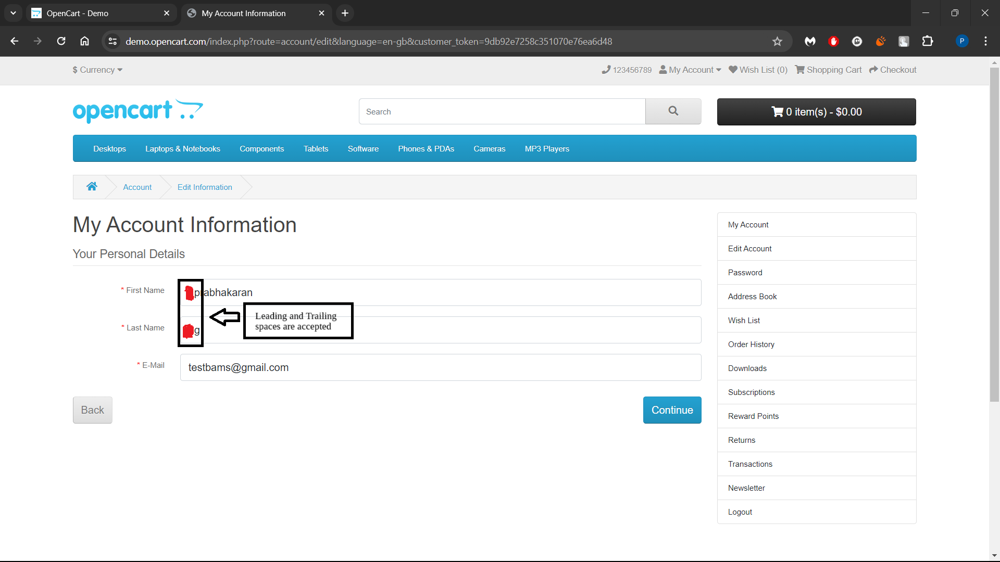 OpenCart - Demo
My Account Information
demo.opencart.com/index.php?route=account/edit&language=en-gb&customer_token=9db92e7258c351070e76ea6d48
P
$ Currency
123456789 My Account Wish List (0) Shopping Cart Checkout
opencart
Search
0 item(s) - $0.00
Desktops Laptops & Notebooks Components Tablets Software Phones & PDAs Cameras MP3 Players
Account Edit Information
My Account Information
Your Personal Details
* First Name prabhakaran
Leading and Trailing
spaces are accepted
* Last Name g
* E-Mail testbams@gmail.com
Back Continue
My Account
Edit Account
Password
Address Book
Wish List
Order History
Downloads
Subscriptions
Reward Points
Returns
Transactions
Newsletter
Logout